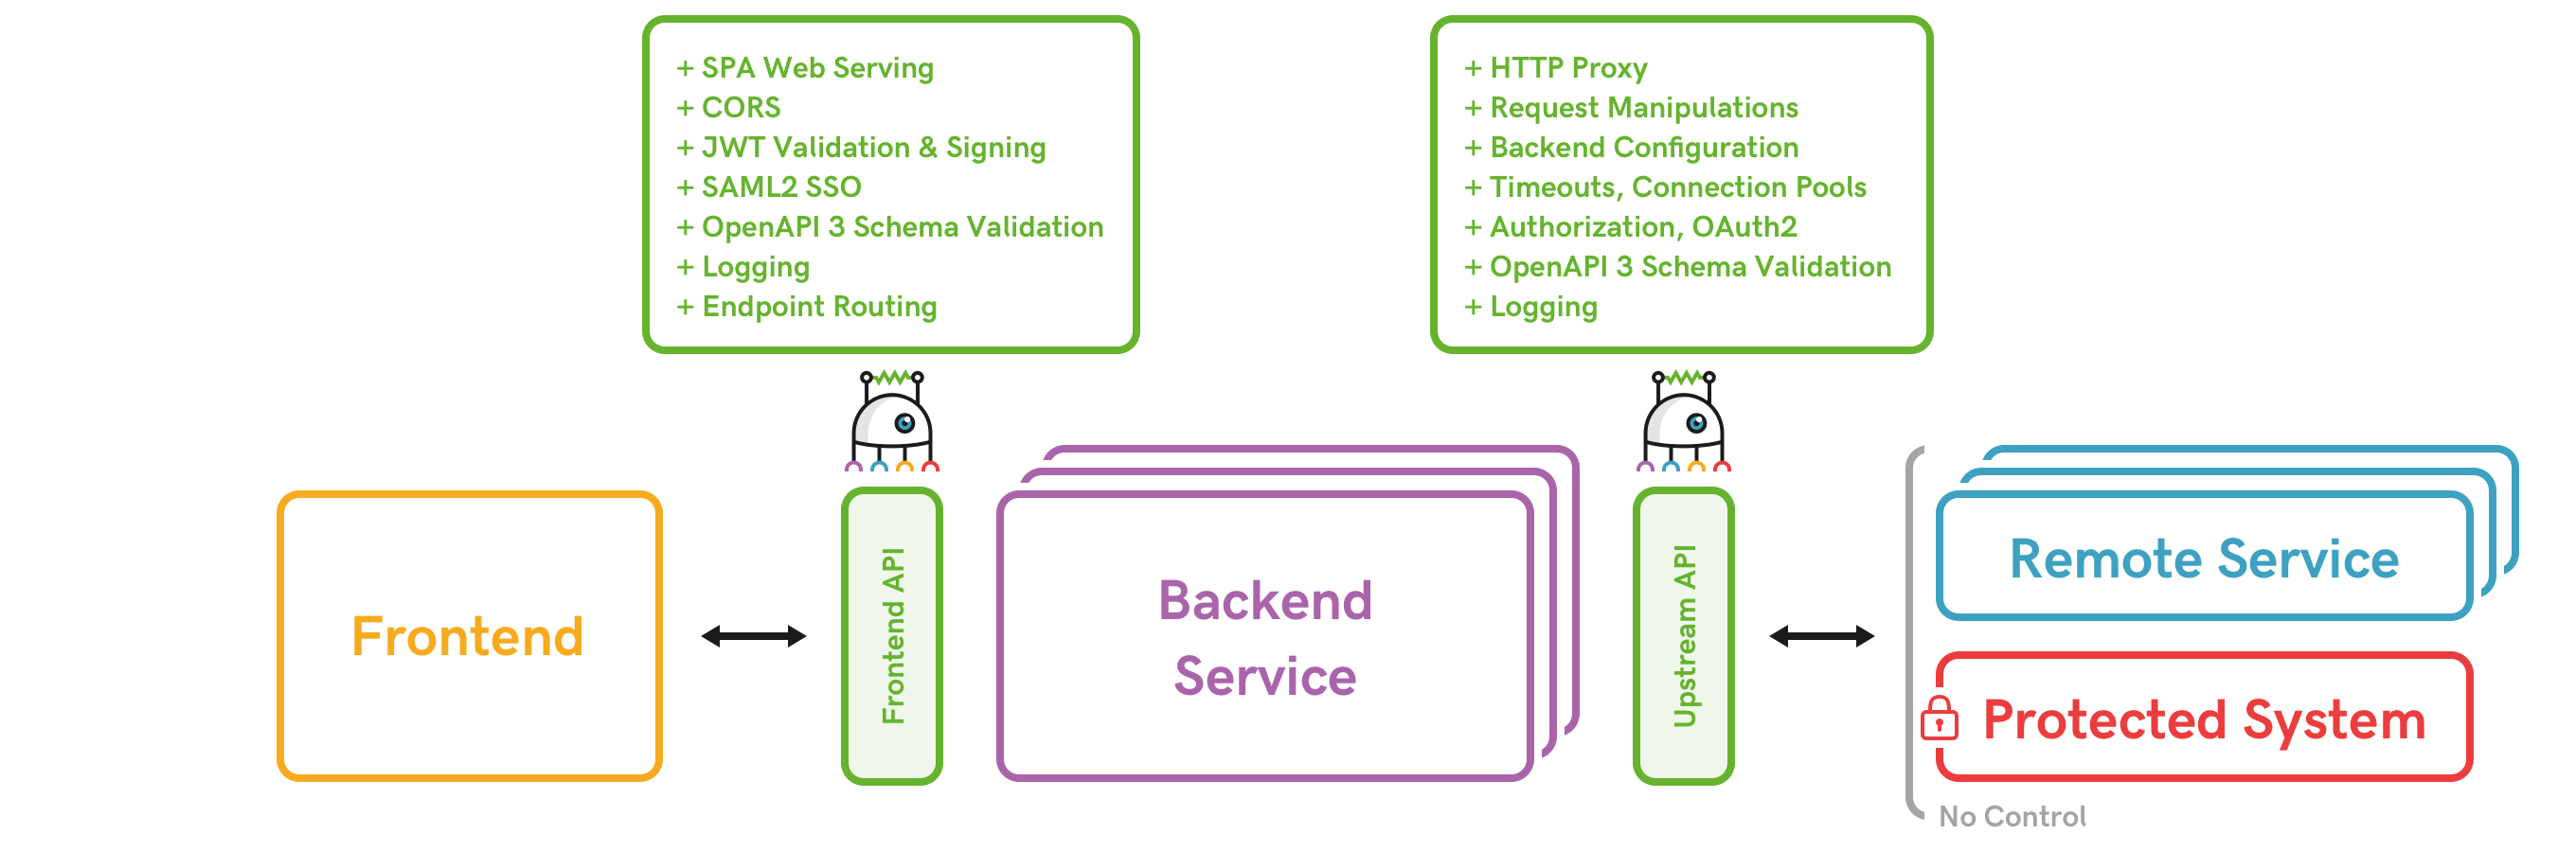 + SPA Web Serving
+ CORS
+ JWT Validation & Signing
+ SAML2 SSO
+ OpenAPI 3 Schema Validation
+ Logging
+ Endpoint Routing
+ HTTP Proxy
+ Request Manipulations
+ Backend Configuration
+ Timeouts, Connection Pools
+ Authorization, OAuth2
+ OpenAPI 3 Schema Validation
+ Logging
Frontend
Frontend API
Backend
Service
Upstream API
Remote Service
Protected System
No Control